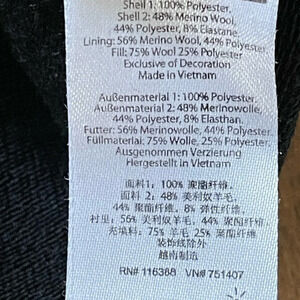 Shell 1: 100% Polyester,
Shell 2: 48% Merino Wool,
44% Polyester, 8% Elastane.
Lining: 56% Merino Wool, 44% Polyester.
Fill: 75% Wool 25% Polyester
Exclusive of Decoration
Made in Vietnam
Außenmaterial 1: 100% Polyester,
Außenmaterial 2: 48% Merinowolle,
44% Polyester, 8% Elasthan.
Futter: 56% Merinowolle, 44% Polyester.
Füllmaterial: 75% Wolle, 25% Polyester
Ausgenommen Verzierung
Hergestellt in Vietnam
面料1: 100% 聚酯纤维,
面料 2: 48% 美利奴羊毛,
44% 聚酯纤维, 8% 弹性纤维.
衬里: 56% 美利奴羊毛, 44% 聚酯纤维
充填料: 75% 羊毛 25% 聚酯纤维
装饰线除外
越南制造
RN# 116368 VN# 751407